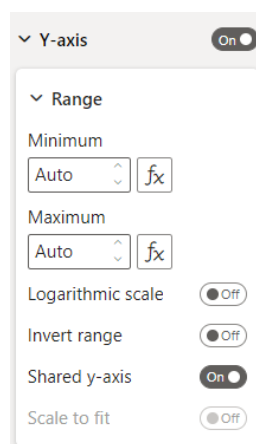 Y-axis On
Range
Minimum
Auto fx
Maximum
Auto fx
Logarithmic scale Off
Invert range Off
Shared y-axis On
Scale to fit Off